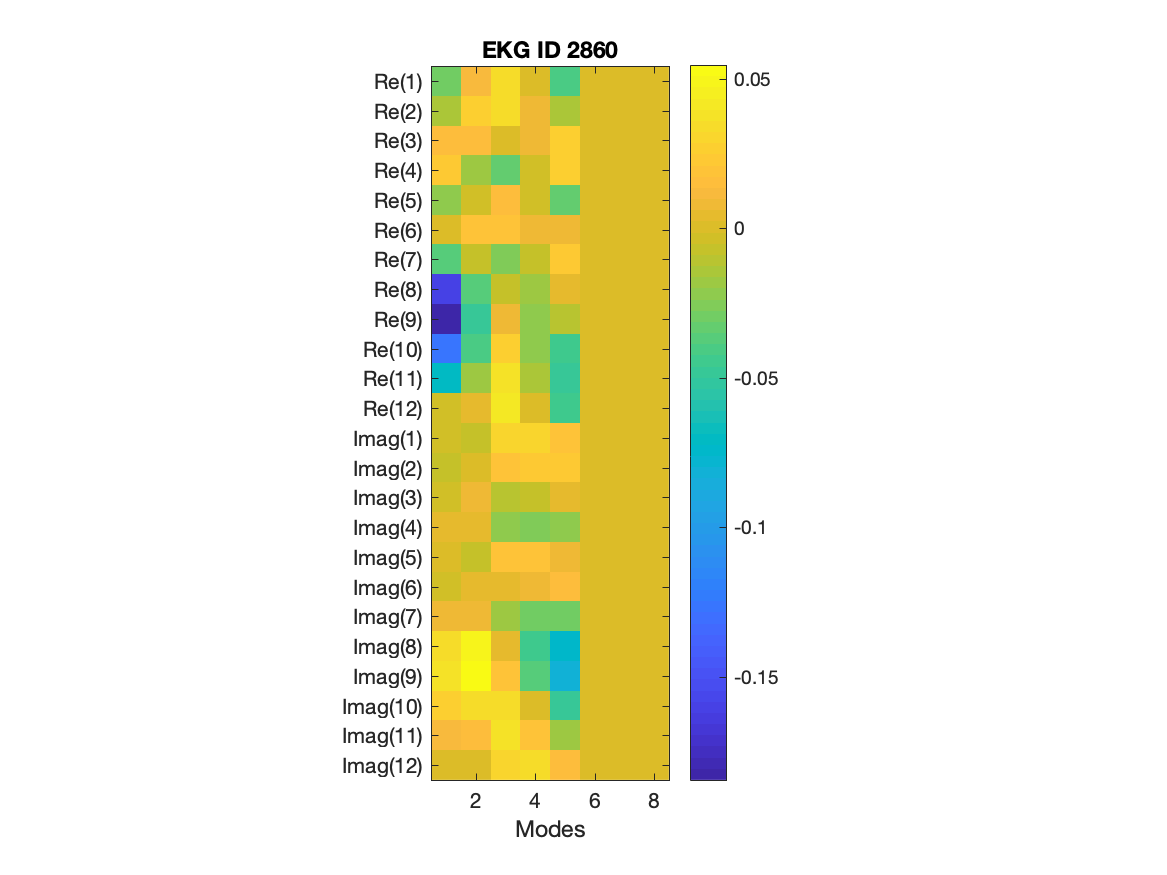 EKG ID 2860
Re(1)
Re(2)
Re(3)
Re(4)
Re(5)
Re(6)
Re(7)
Re(8)
Re(9)
Re(10)
Re(11)
Re(12)
Imag(1)
Imag(2)
Imag(3)
Imag(4)
Imag(5)
Imag(6)
Imag(7)
Imag(8)
Imag(9)
Imag(10)
Imag(11)
Imag(12)
2 4 6 8
Modes
0.05
0
-0.05
-0.1
-0.15